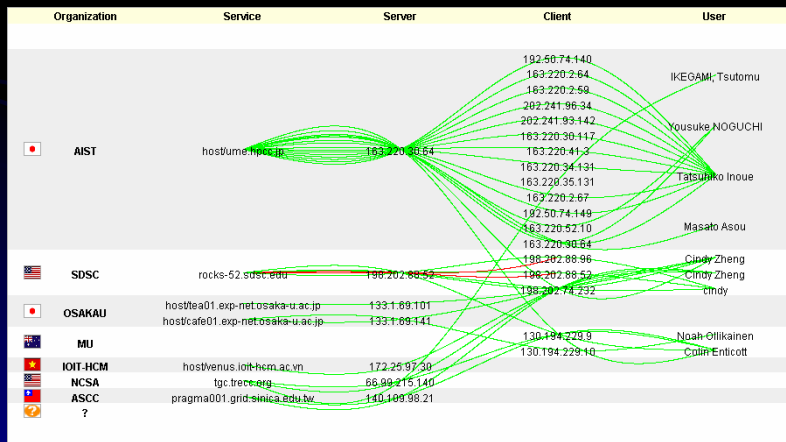 Organization Service Server Client User
192.50.74.140
163.220.2.64
IKEGAMI, Tsutomu
163.220.2.59
202.241.96.34
202.241.93.142
Yousuke NOGUCHI
163.220.30.117
AIST host/ume.hpcc.jp 163.220.30.64 163.220.41.3
163.220.34.131
Tatsuhiko Inoue
163.220.35.131
163.220.2.67
192.50.74.149
163.220.52.10 Masato Asou
163.220.30.64
198.202.88.96 Cindy Zheng
SDSC rocks-52.sdsc.edu 198.202.88.52 198.202.88.52 Cindy Zheng
198.202.74.232 cindy
host/tea01.exp-net.osaka-u.ac.jp 133.1.69.101
OSAKAU
host/cafe01.exp-net.osaka-u.ac.jp 133.1.69.141
130.194.229.9 Noah Ollikainen
MU
130.194.229.10 Colin Enticott
IOIT-HCM host/venus.ioit-hcm.ac.vn 172.25.97.30
NCSA tgc.trecc.org 66.99.215.140
ASCC pragma001.grid.sinica.edu.tw 140.109.98.21
? ?